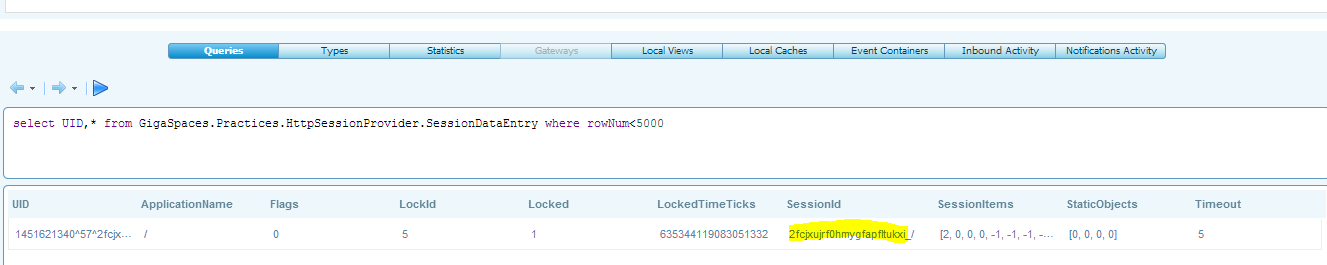 Queries Types Statistics Gateways Local Views Local Caches Event Containers Inbound Activity Notifications Activity
select UID,* from GigaSpaces.Practices.HttpSessionProvider.SessionDataEntry where rowNum<5000
UID ApplicationName Flags LockId Locked LockedTimeTicks SessionId SessionItems StaticObjects Timeout
1451621340^57^2fcjx... / 0 5 1 635344119083051332 2fcjxujrf0hmygfapfltukxi_/ [2, 0, 0, 0, -1, -1, -1, -... [0, 0, 0, 0] 5